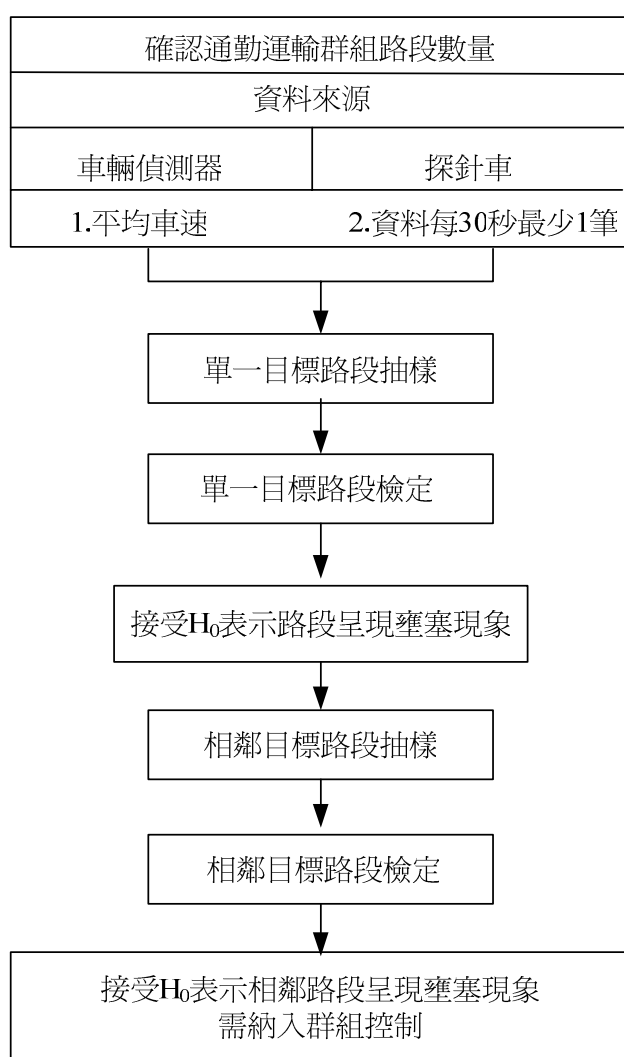 確認通勤運輸群組路段數量
資料來源
車輛偵測器 探針車
1.平均車速 2.資料每30秒最少1筆
單一目標路段抽樣
單一目標路段檢定
接受H₀表示路段呈現壅塞現象
相鄰目標路段抽樣
相鄰目標路段檢定
接受H₀表示相鄰路段呈現壅塞現象
需納入群組控制